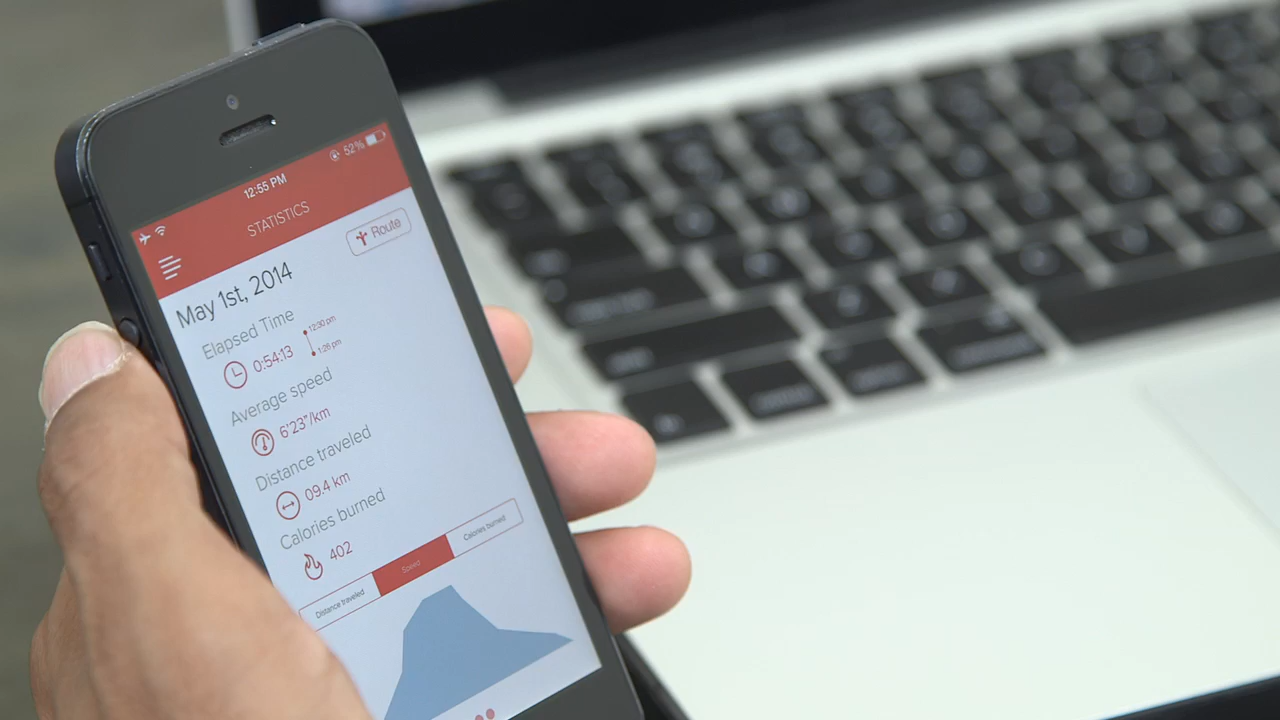 52%
12:55 PM
STATISTICS
Route
May 1st, 2014
Elapsed Time
0:54:13
12:30 pm
1:26 pm
Average speed
6'23"/km
Distance traveled
09.4 km
Calories burned
402
Distance traveled
Speed
Calories burned